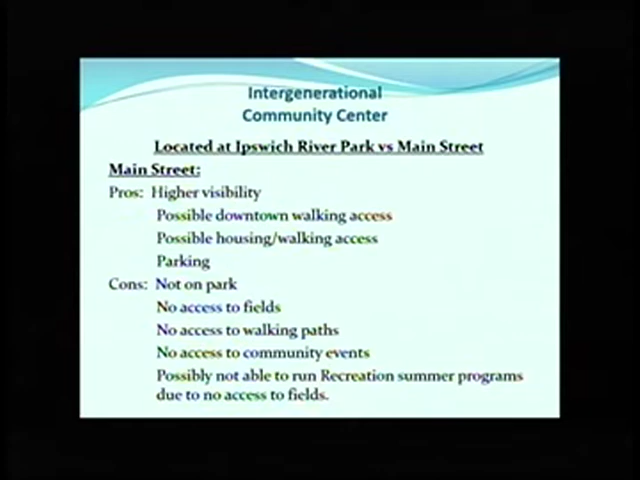 Intergenerational
Community Center
Located at Ipswich River Park vs Main Street
Main Street:
Pros: Higher visibility
Possible downtown walking access
Possible housing/walking access
Parking
Cons: Not on park
No access to fields
No access to walking paths
No access to community events
Possibly not able to run Recreation summer programs
due to no access to fields.